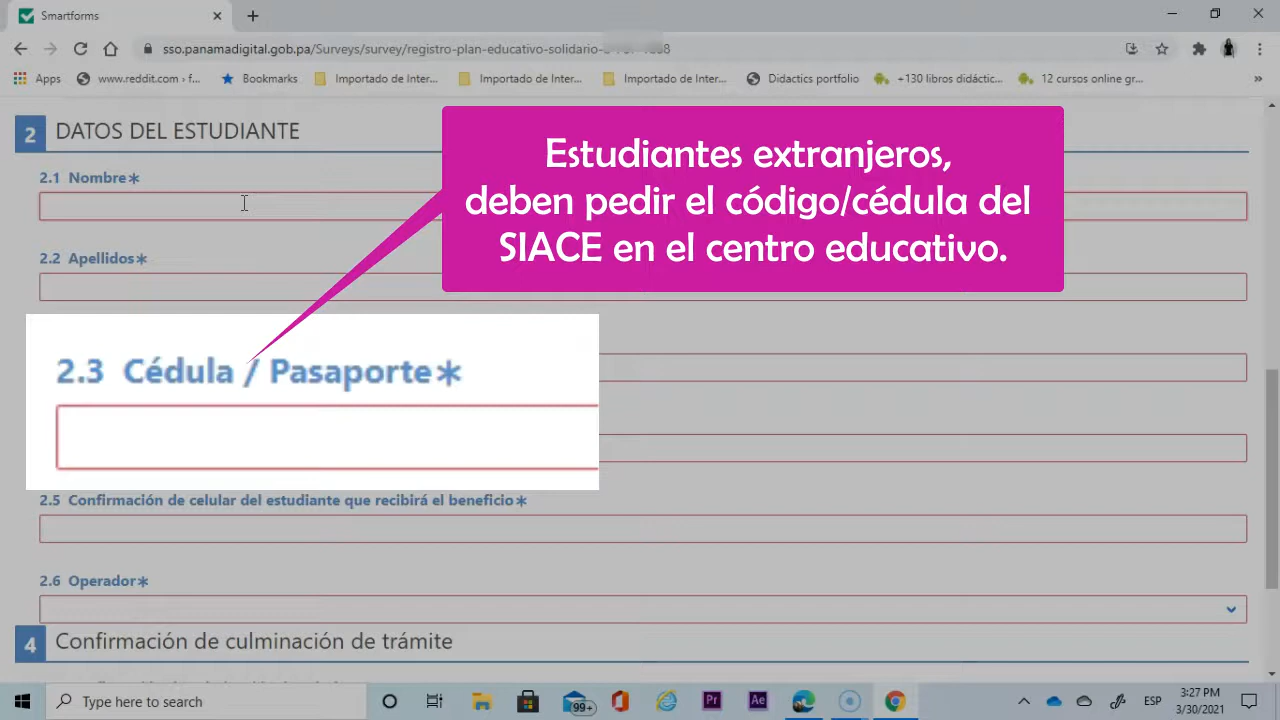 Smartforms
sso.panamadigital.gob.pa/Surveys/survey/registro-plan-educativo-solidario-
Apps
www.reddit.com › f...
Bookmarks
Importado de Inter...
Importado de Inter...
Importado de Inter...
Didactics portfolio
+130 libros didáctic...
12 cursos online gr...
»
2 DATOS DEL ESTUDIANTE
Estudiantes extranjeros,
deben pedir el código/cédula del
SIACE en el centro educativo.
2.1 Nombre*
2.2 Apellidos*
2.3 Cédula / Pasaporte*
2.5 Confirmación de celular del estudiante que recibirá el beneficio*
2.6 Operador*
4 Confirmación de culminación de trámite
Type here to search
99+
Pr
Ae
ESP
3:27 PM
3/30/2021